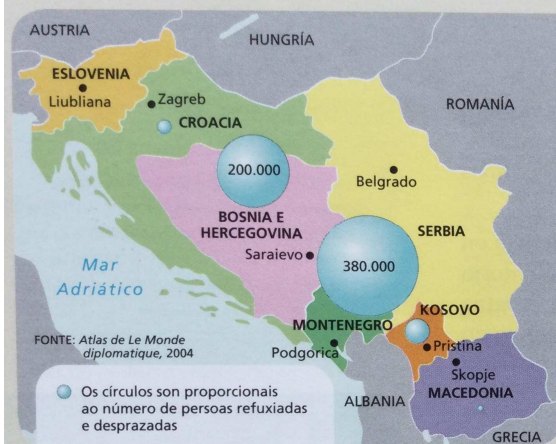 AUSTRIA
HUNGRÍA
ESLOVENIA
Liubliana
Zagreb
CROACIA
ROMANÍA
200.000
Belgrado
BOSNIA E
HERCEGOVINA
SERBIA
Saraievo
380.000
Mar
Adriático
KOSOVO
MONTENEGRO
FONTE: Atlas de Le Monde
diplomatique, 2004
Pristina
Podgorica
Skopje
MACEDONIA
ALBANIA
Os círculos son proporcionais
ao número de persoas refuxiadas
e desprazadas
GRECIA